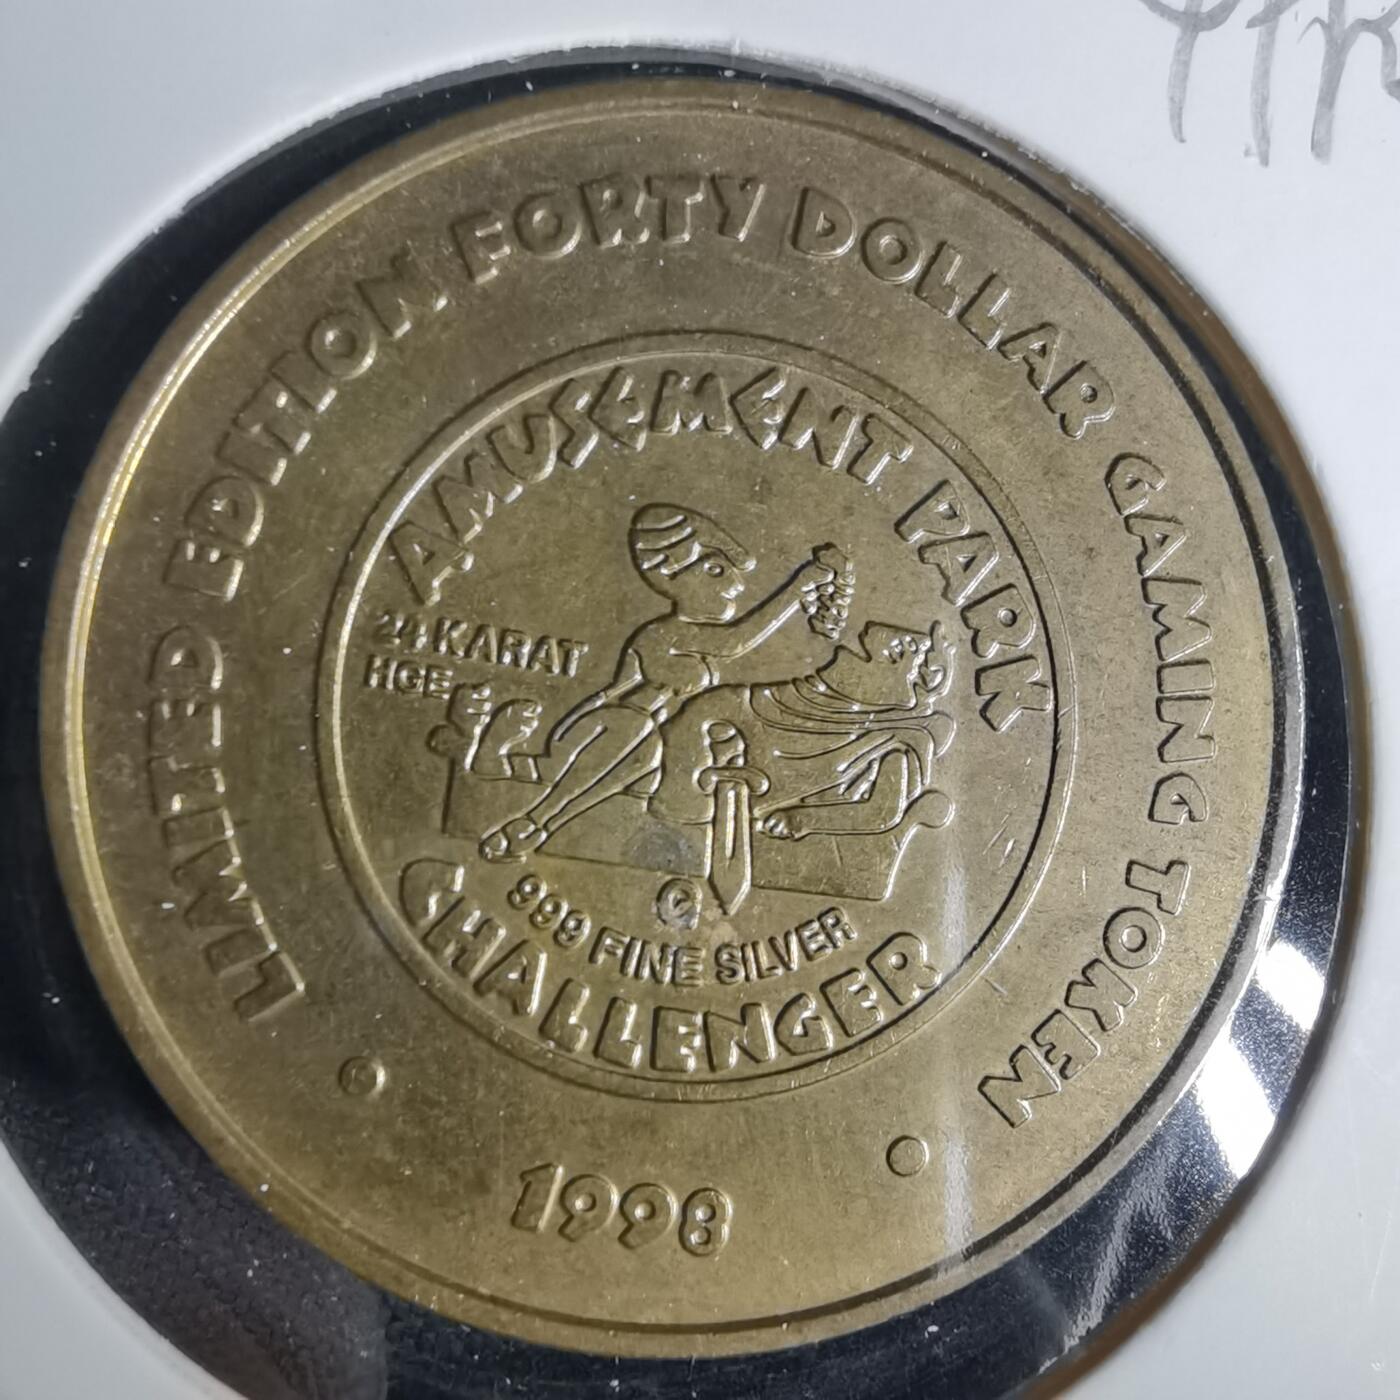 LIMITED EDITION FORTY DOLLAR GAMING TOKEN
AMUSEMENT PARK
24 KARAT
HGE
999 FINE SILVER
CHALLENGER
1998